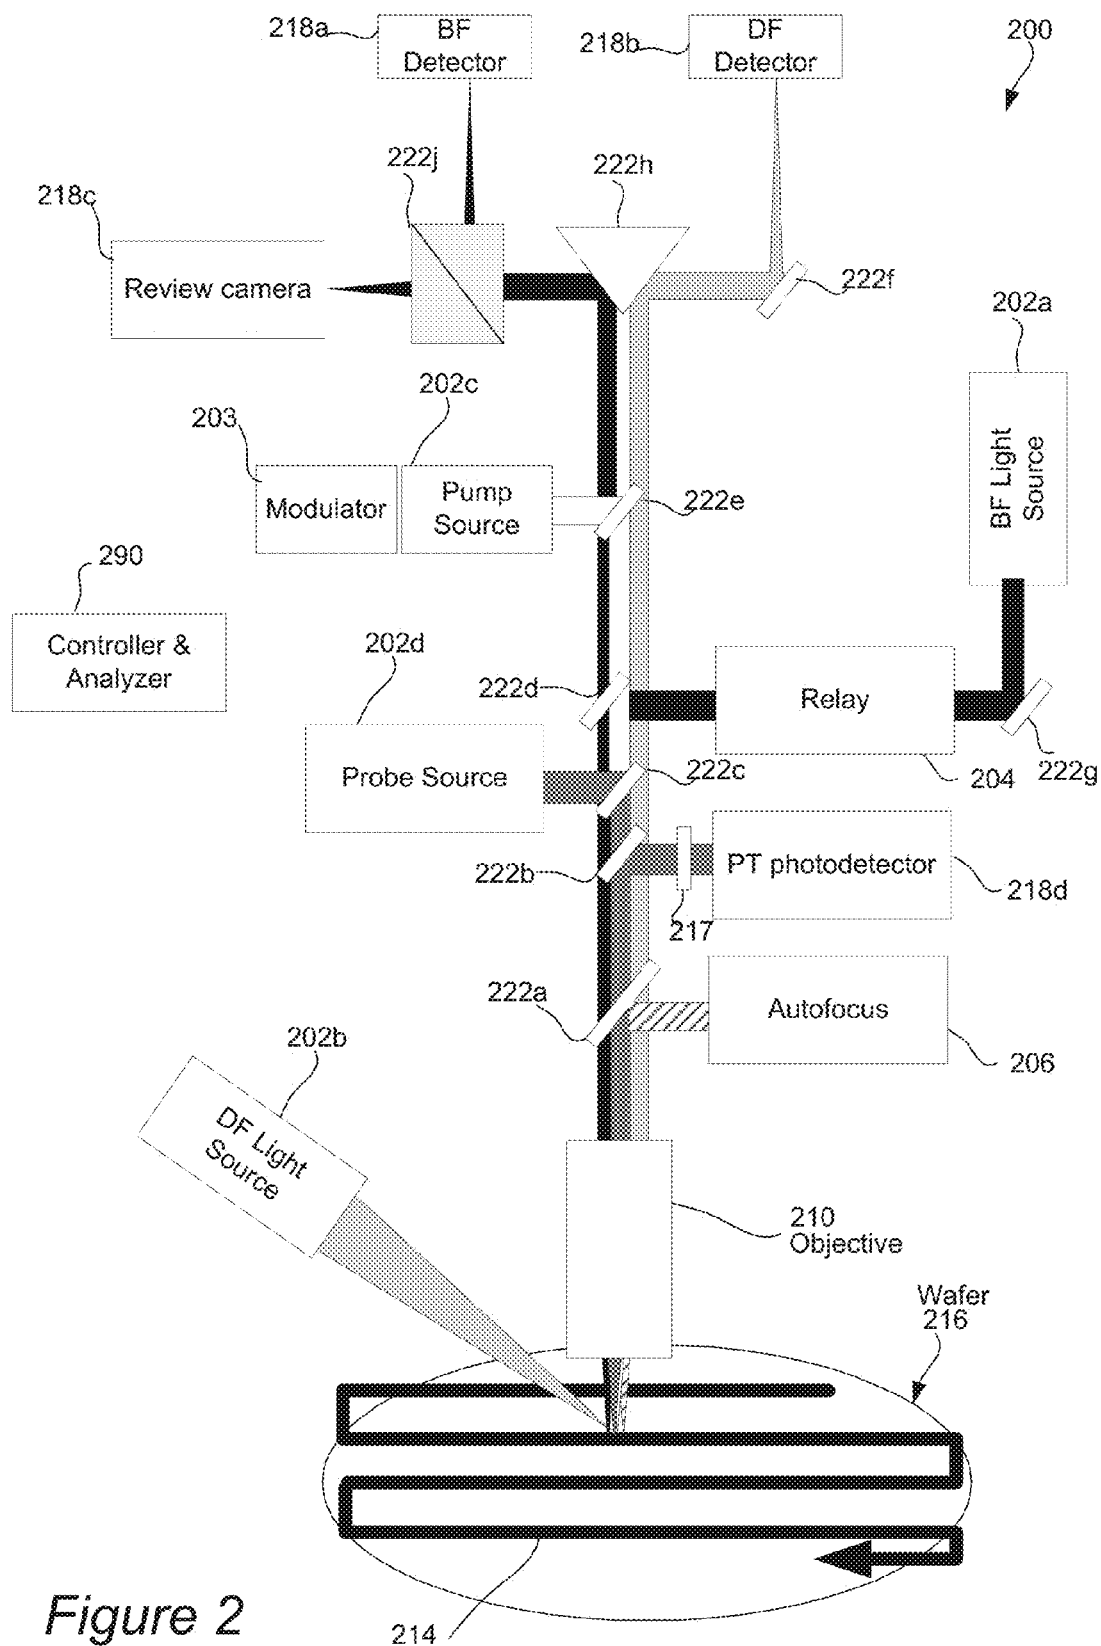 218a
BF
Detector
218b
DF
Detector
200
222j
222h
218c
Review camera
222f
202a
BF Light
Source
202c
203
Modulator
Pump
Source
222e
290
Controller &
Analyzer
202d
222d
Relay
Probe Source
222c
204
222g
222b
PT photodetector
217
218d
222a
Autofocus
206
202b
DF Light
Source
210
Objective
Wafer
216
Figure 2
214